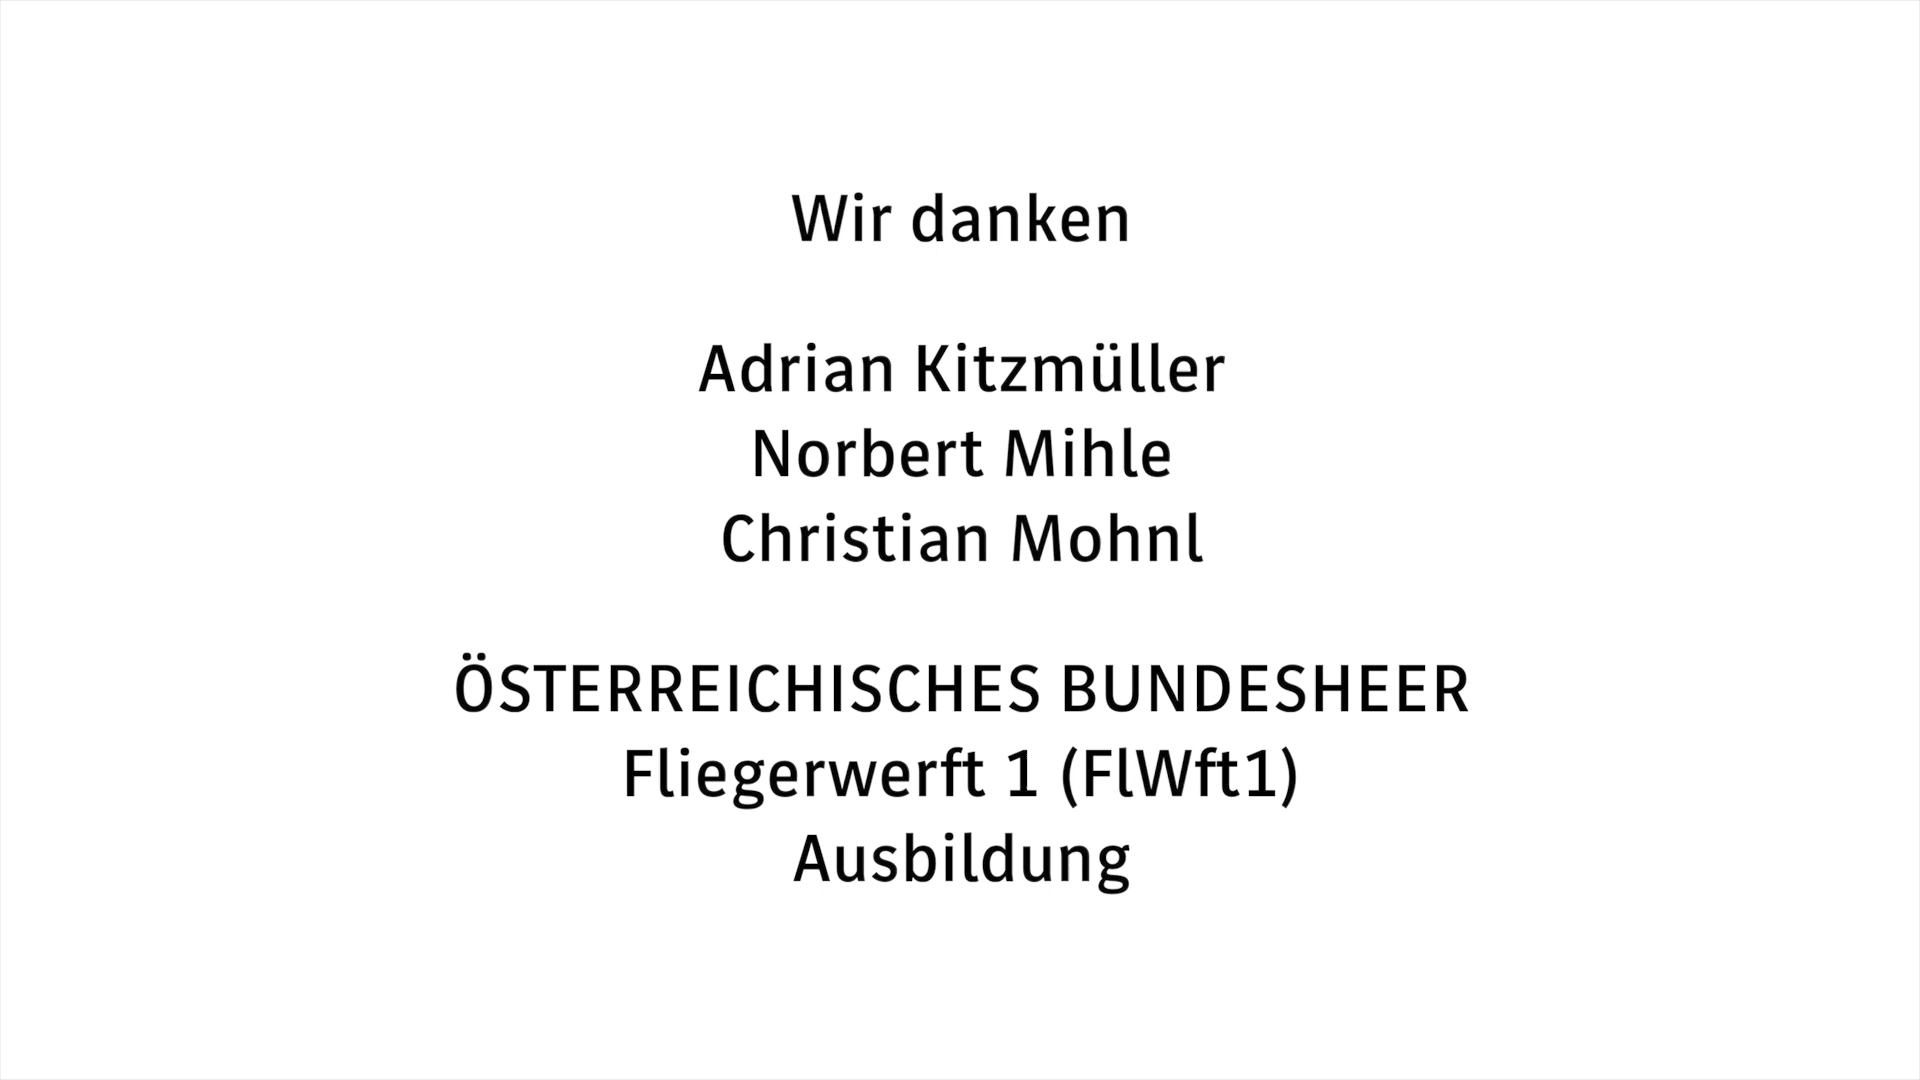 Wir danken
Adrian Kitzmüller
Norbert Mihle
Christian Mohnl
ÖSTERREICHISCHES BUNDESHEER
Fliegerwerft 1 (FlWft1)
Ausbildung